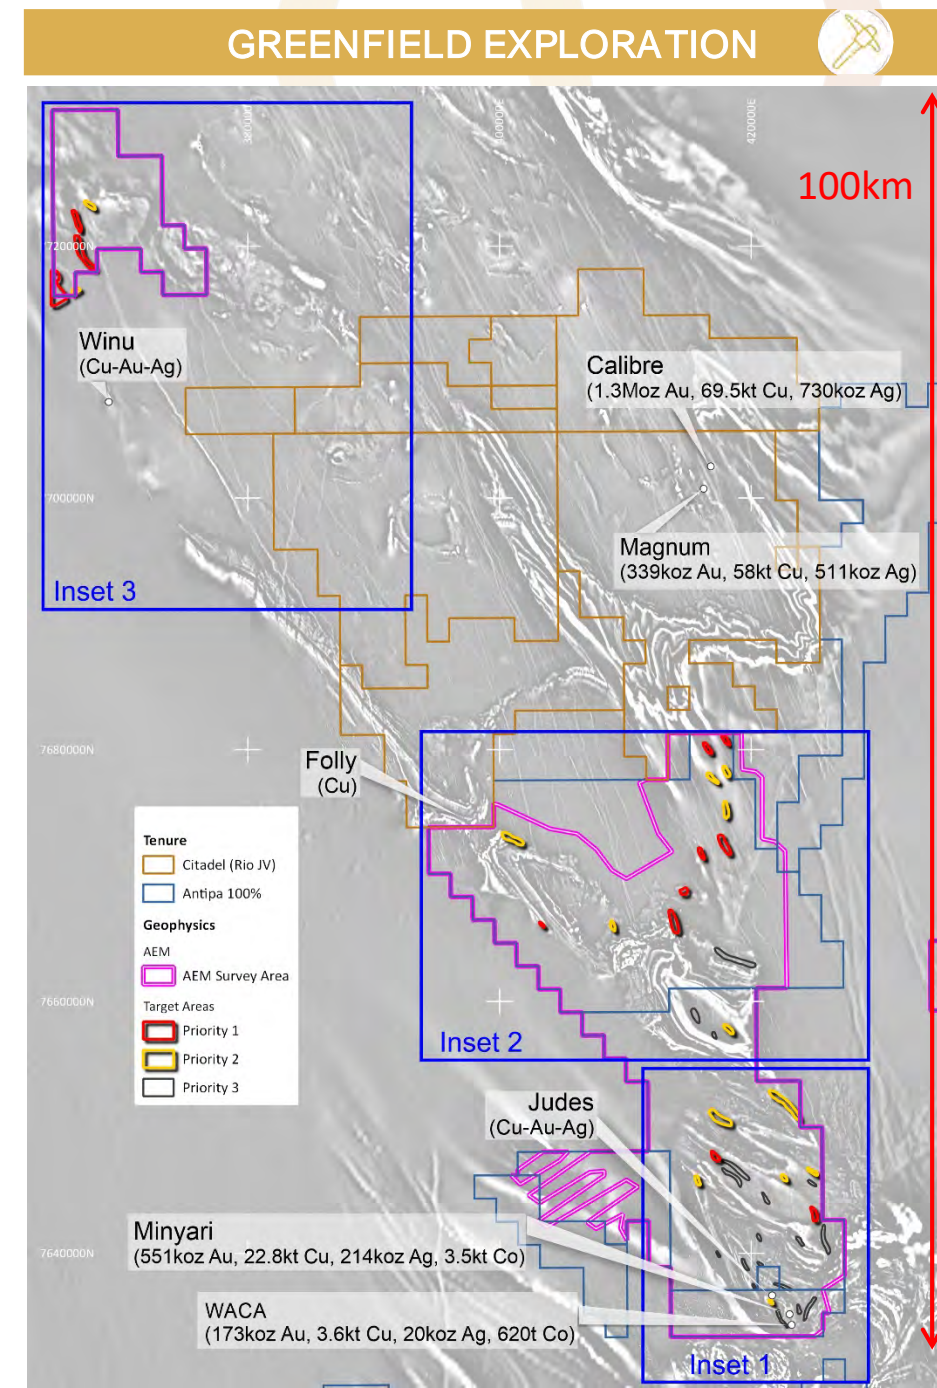 GREENFIELD EXPLORATION
400000E
420000E
100km
720000N
Winu
(Cu-Au-Ag)
Calibre
(1.3Moz Au, 69.5kt Cu, 730koz Ag)
700000N
Magnum
(339koz Au, 58kt Cu, 511koz Ag)
Inset 3
7680000N
Folly
(Cu)
Tenure
Citadel (Rio JV)
Antipa 100%
Geophysics
AEM
AEM Survey Area
Target Areas
Priority 1
Priority 2
Priority 3
7660000N
Inset 2
Judes
(Cu-Au-Ag)
Minyari
(551koz Au, 22.8kt Cu, 214koz Ag, 3.5kt Co)
7640000N
WACA
(173koz Au, 3.6kt Cu, 20koz Ag, 620t Co)
Inset 1